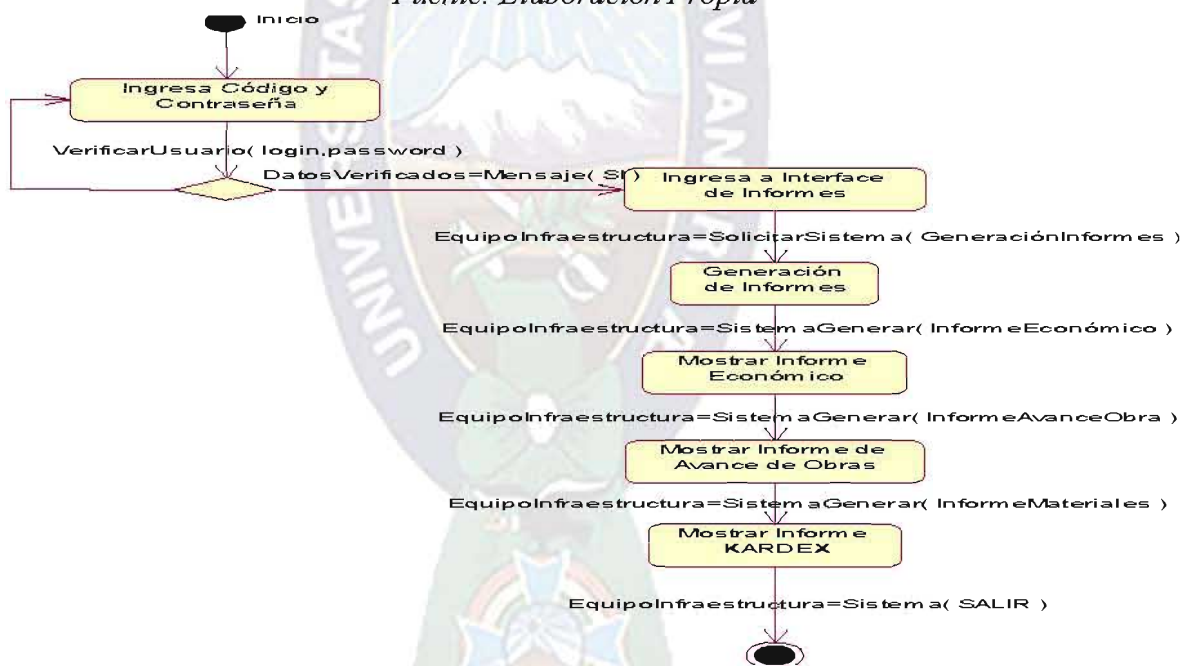 Fuente: Elaboración Propia
Inicio
Ingresa Código y
Contraseña
VerificarUsuario( login,password )
DatosVerificados=Mensaje( SI)
Ingresa a Interface
de Informes
EquipoInfraestructura=SolicitarSistema( GeneraciónInformes )
Generación
de Informes
EquipoInfraestructura=SistemaGenerar( InformeEconómico )
Mostrar Informe
Económico
EquipoInfraestructura=SistemaGenerar( InformeAvanceObra )
Mostrar Informe de
Avance de Obras
EquipoInfraestructura=SistemaGenerar( InformeMateriales )
Mostrar Informe
KARDEX
EquipoInfraestructura=Sistema( SALIR )